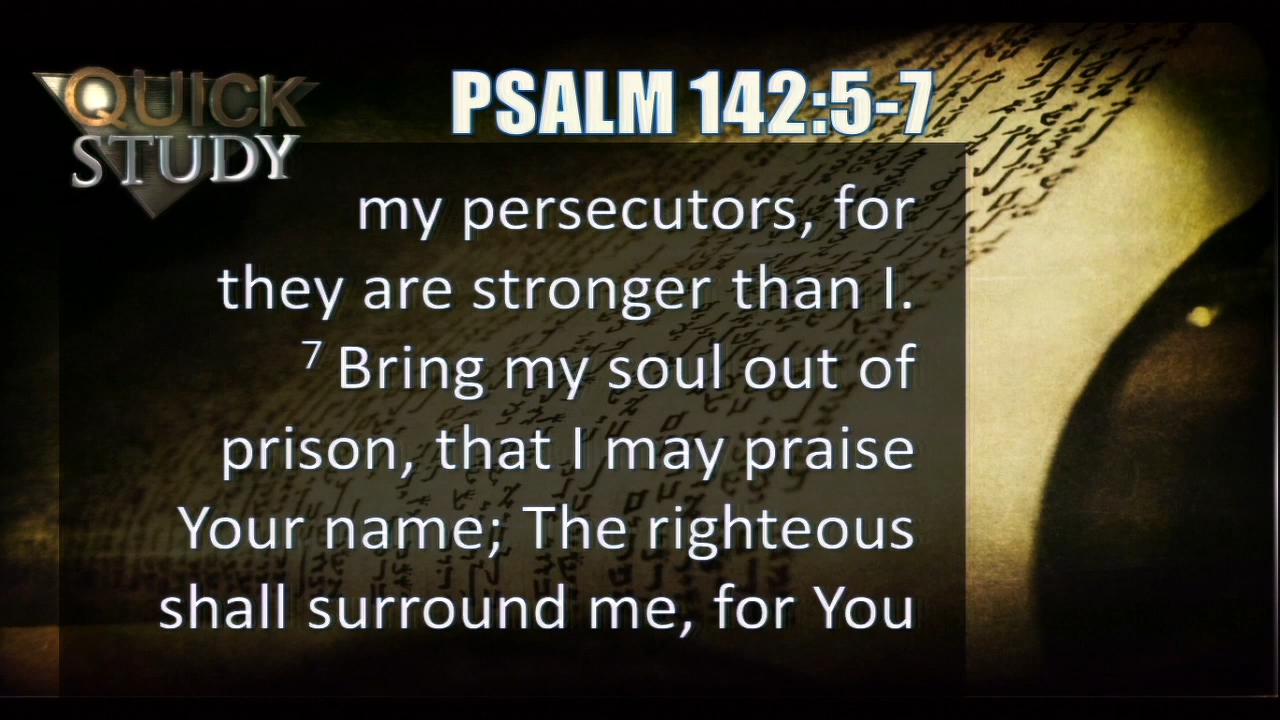 QUICK
STUDY
PSALM 142:5-7
my persecutors, for
they are stronger than I.
7 Bring my soul out of
prison, that I may praise
Your name; The righteous
shall surround me, for You